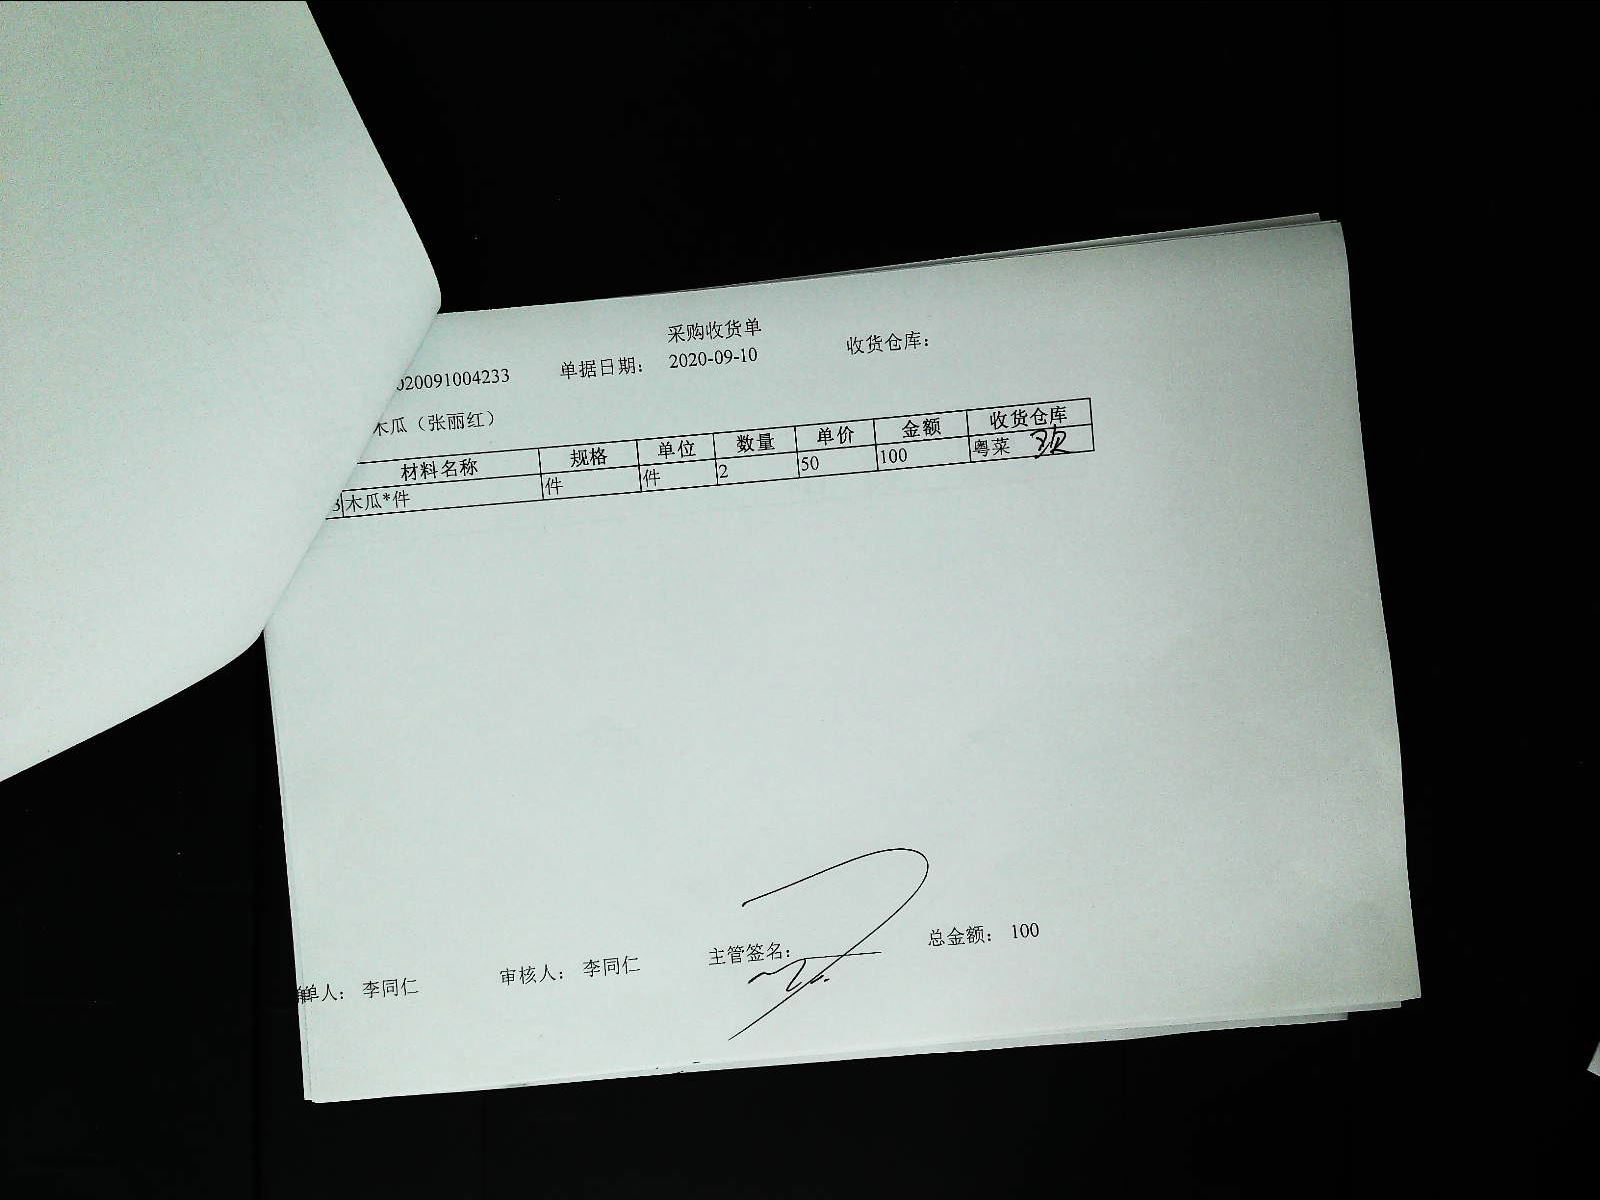 采购收货单
020091004233 单据日期： 2020-09-10 收货仓库：
木瓜（张丽红）
材料名称 规格 单位 数量 单价 金额 收货仓库
3 木瓜*件 件 件 2 50 100 粤菜
单人： 李同仁 审核人： 李同仁 主管签名： 总金额： 100